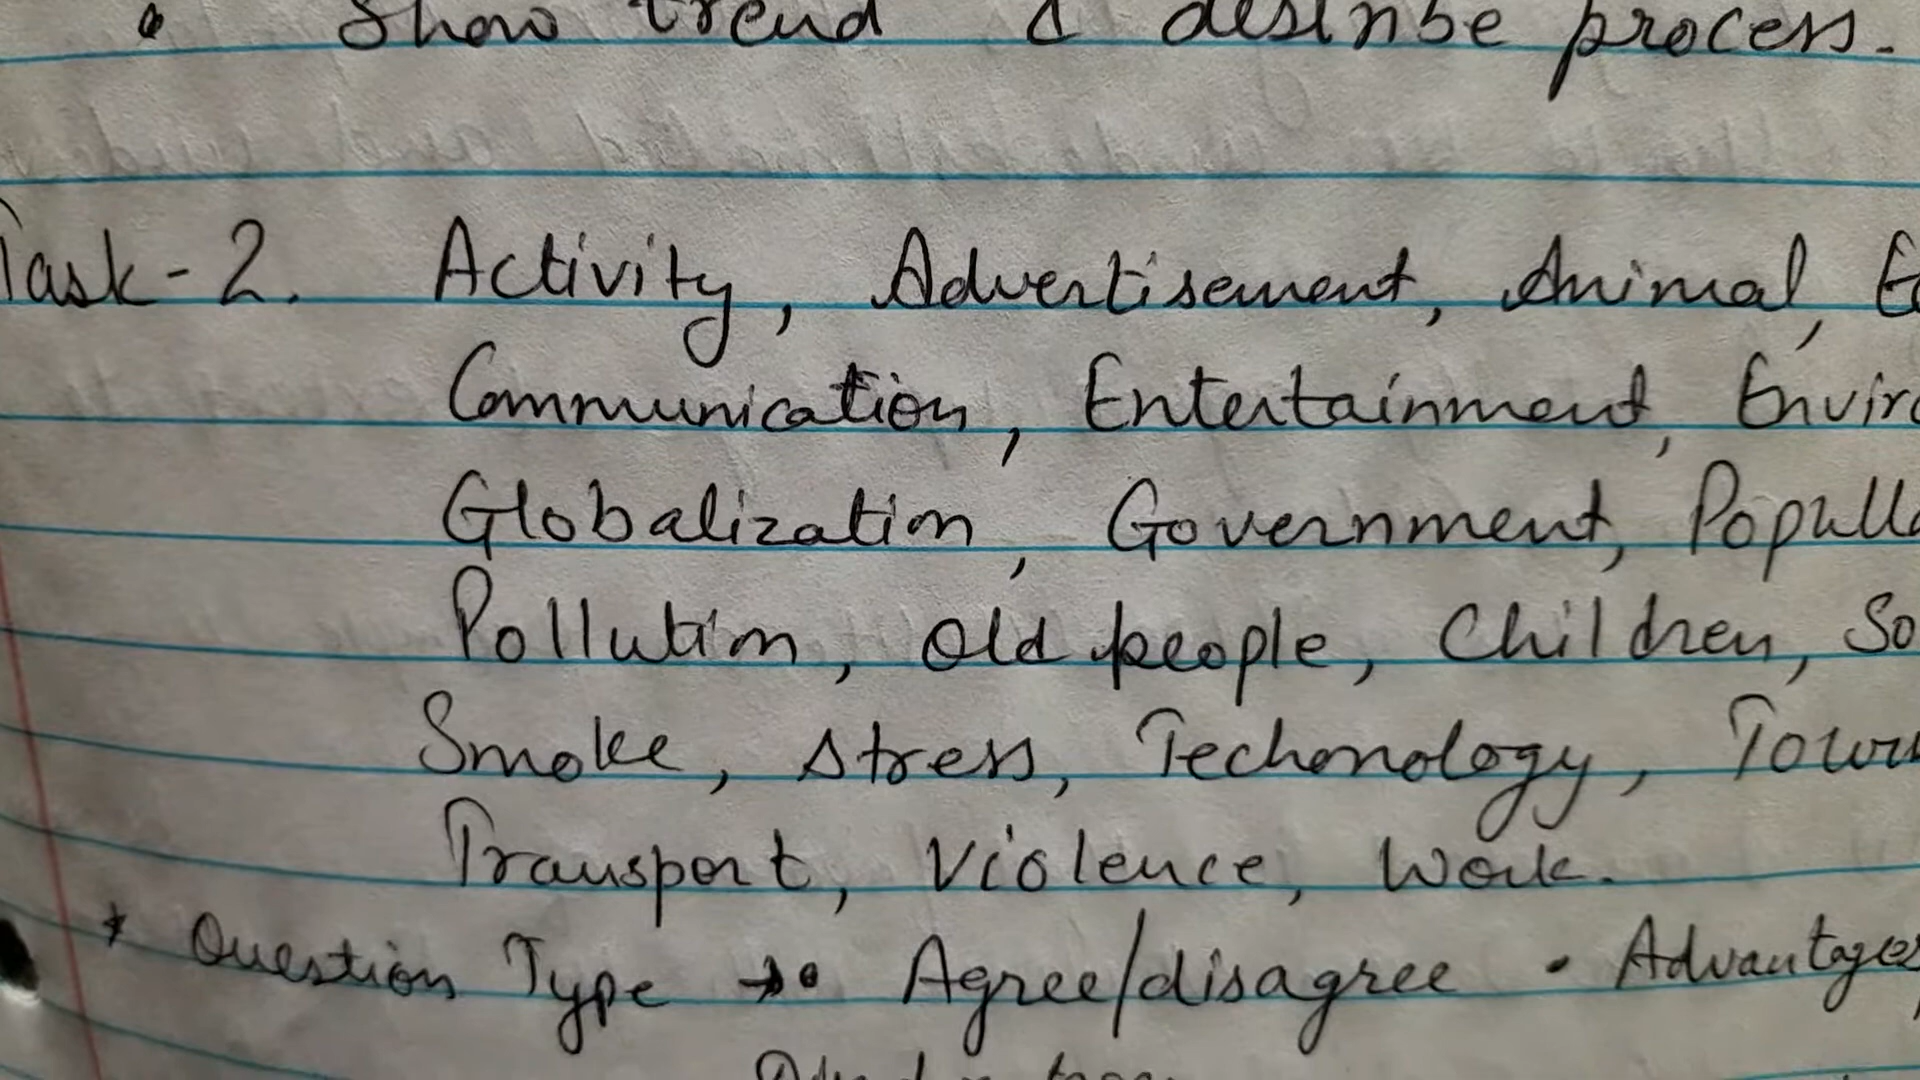 • Show trend & desinbe process.
Task-2. Activity, Advertisement, Animal,
Communication, Entertainment,
Globalization, Government,
Pollution, Old people, Children,
Smoke, Stress, Techonology,
Transport, Violence, Work.
* Question Type → • Agree/disagree • Advantages